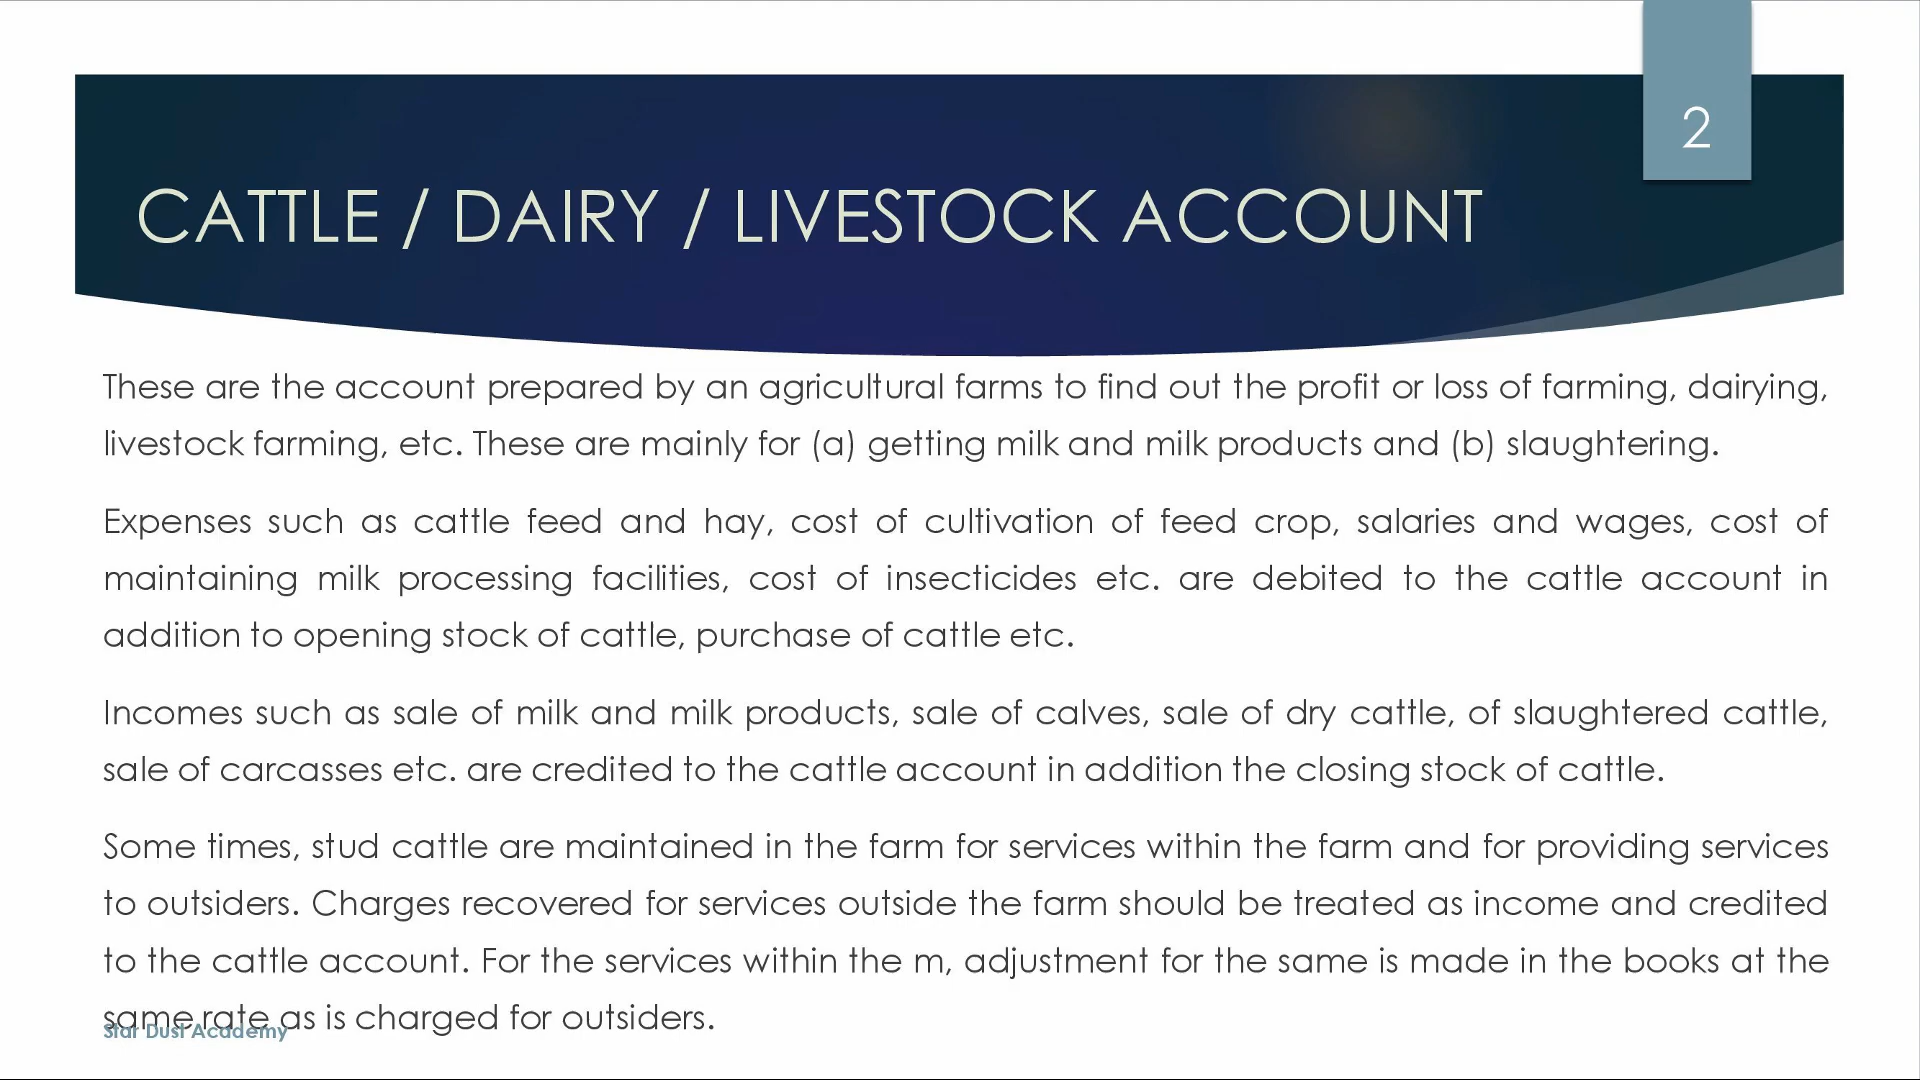 2
CATTLE / DAIRY / LIVESTOCK ACCOUNT
These are the account prepared by an agricultural farms to find out the profit or loss of farming, dairying,
livestock farming, etc. These are mainly for (a) getting milk and milk products and (b) slaughtering.
Expenses such as cattle feed and hay, cost of cultivation of feed crop, salaries and wages, cost of
maintaining milk processing facilities, cost of insecticides etc. are debited to the cattle account in
addition to opening stock of cattle, purchase of cattle etc.
Incomes such as sale of milk and milk products, sale of calves, sale of dry cattle, of slaughtered cattle,
sale of carcasses etc. are credited to the cattle account in addition the closing stock of cattle.
Some times, stud cattle are maintained in the farm for services within the farm and for providing services
to outsiders. Charges recovered for services outside the farm should be treated as income and credited
to the cattle account. For the services within the m, adjustment for the same is made in the books at the
same rate as is charged for outsiders.
Star Dust Academy